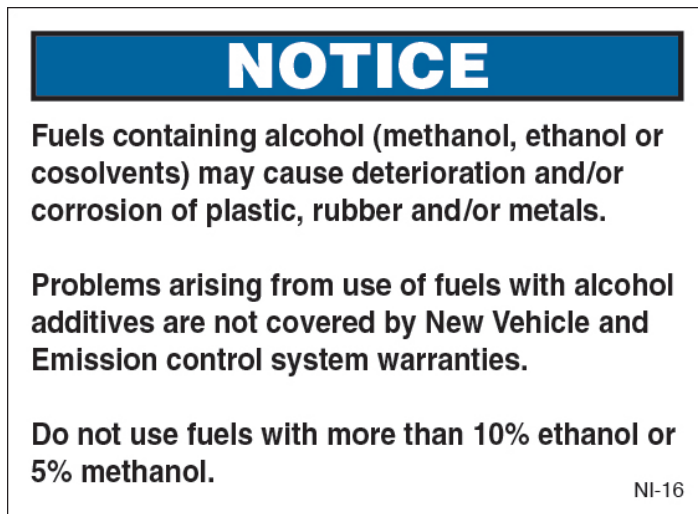 NOTICE
Fuels containing alcohol (methanol, ethanol or
cosolvents) may cause deterioration and/or
corrosion of plastic, rubber and/or metals.
Problems arising from use of fuels with alcohol
additives are not covered by New Vehicle and
Emission control system warranties.
Do not use fuels with more than 10% ethanol or
5% methanol.
NI-16